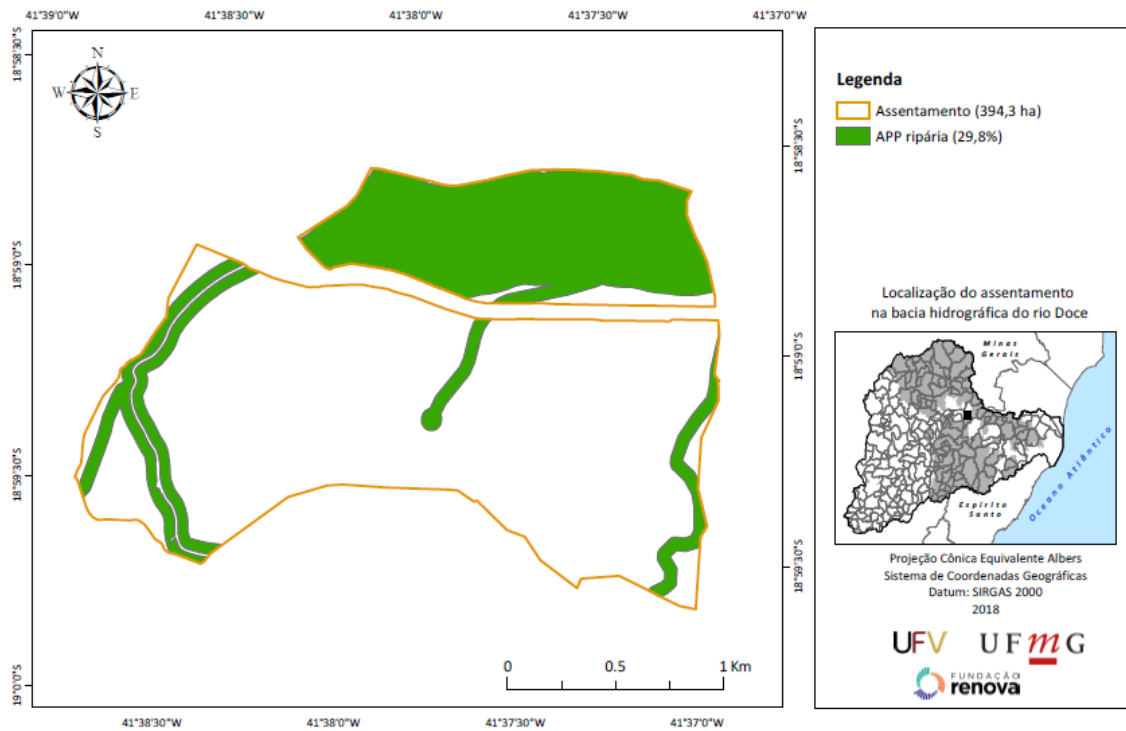 41°39'0"W 41°38'30"W 41°38'0"W 41°37'30"W 41°37'0"W
18°58'30"S
18°59'0"S
18°59'30"S
19°0'0"S
N
W E
S
18°58'30"S
18°59'0"S
18°59'30"S
0 0.5 1 Km
41°38'30"W 41°38'0"W 41°37'30"W 41°37'0"W
Legenda
Assentamento (394,3 ha)
APP ripária (29,8%)
Localização do assentamento
na bacia hidrográfica do rio Doce
Minas
Gerais
Espírito
Santo
Oceano Atlântico
Projeção Cônica Equivalente Albers
Sistema de Coordenadas Geográficas
Datum: SIRGAS 2000
2018
UFV UFmG
FUNDAÇÃO
renova